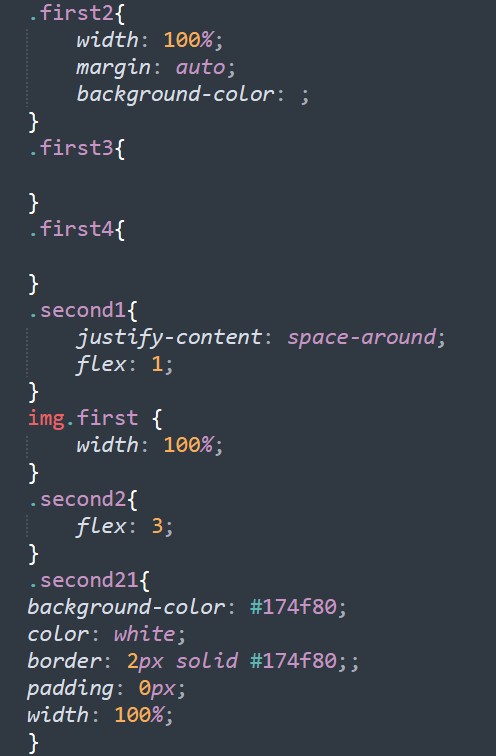 .first2{
width: 100%;
margin: auto;
background-color: ;
}
.first3{
}
.first4{
}
.second1{
justify-content: space-around;
flex: 1;
}
img.first {
width: 100%;
}
.second2{
flex: 3;
}
.second21{
background-color: #174f80;
color: white;
border: 2px solid #174f80;;
padding: 0px;
width: 100%;
}